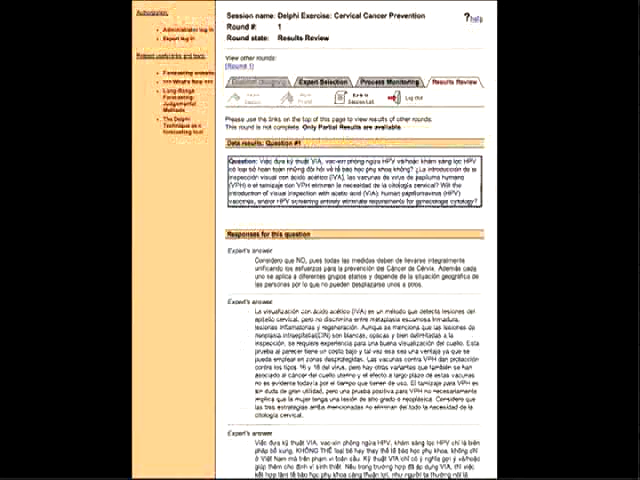 Administrator log in
Expert log in
Session name: Delphi Exercise: Cervical Cancer Prevention
Round #: 1
Round state: Results Review
help
View other rounds:
[Round 1]
Expert Selection
Process Monitoring
Results Review
Log out
Please use the links on the top of this page to view results of other rounds.
This round is not complete. Only Partial Results are available.
Long-Range
Forecasting
Judgemental
Methods
The Delphi
Technique as a
forecasting tool
Data results: Question #1
Question: Việc đưa kỹ thuật VIA, vac-xin phòng ngừa HPV và/hoặc khám sàng lọc HPV
có loại bỏ hoàn toàn những đòi hỏi về tế bào học phụ khoa không? ¿La introducción de la
inspección visual con ácido acético (IVA), las vacunas de virus de papiloma humano
(VPH) o el tamizaje con VPH eliminan la necesidad de la citología cervical? Will the
introduction of visual inspection with acetic acid (VIA), human papillomavirus (HPV)
vaccines, and/or HPV screening entirely eliminate requirements for gynecologic cytology?
Responses for this question
Expert's answer
Considero que NO, pues todas las medidas deben de llevarse integralmente
unificando los esfuerzos para la prevención del Cáncer de Cérvix. Además cada
uno se aplica a diferentes grupos etarios y depende de la situación geográfica de
las personas por lo que no pueden desplazarse unos a otros.
Expert's answer
La visualización con ácido acético (IVA) es un método que detecta lesiones del
epitelio cervical, pero no discrimina entre metaplasia escamosa inmadura,
lesiones inflamatorias y regeneración. Aunque se menciona que las lesiones de
neoplasia intraepitelial(CIN) son blancas, opacas y bien delimitadas a la
inspección, se requiere experiencia para una buena visualización del cuello. Esta
prueba al parecer tiene un costo bajo y tal vez esa sea una ventaja ya que se
pueda emplear en zonas desprotegidas. Las vacunas contra VPH dan protección
contra los tipos 16 y 18 del virus, pero hay otras variantes que también se han
asociado al cáncer del cuello uterino y el efecto a largo plazo de estas vacunas
no es evidente todavía por el tiempo que tienen de uso. El tamizaje para VPH es
sin duda de gran utilidad, pero una prueba positiva para VPH no necesariamente
implica que la mujer tenga una lesión de alto grado o neoplásica. Considero que
las tres estrategias arriba mencionadas no eliminan del todo la necesidad de la
citología cervical.
Expert's answer
Việc đưa kỹ thuật VIA, vac-xin phòng ngừa HPV, khám sàng lọc HPV chỉ là biện
pháp bổ xung, KHÔNG THỂ loại bỏ hay thay thế tế bào học phụ khoa, không chỉ
ở Việt Nam mà trên phạm vi toàn cầu. Kỹ thuật VIA chỉ có ý nghĩa gợi ý và/hoặc
giúp thêm cho định vị sinh thiết.